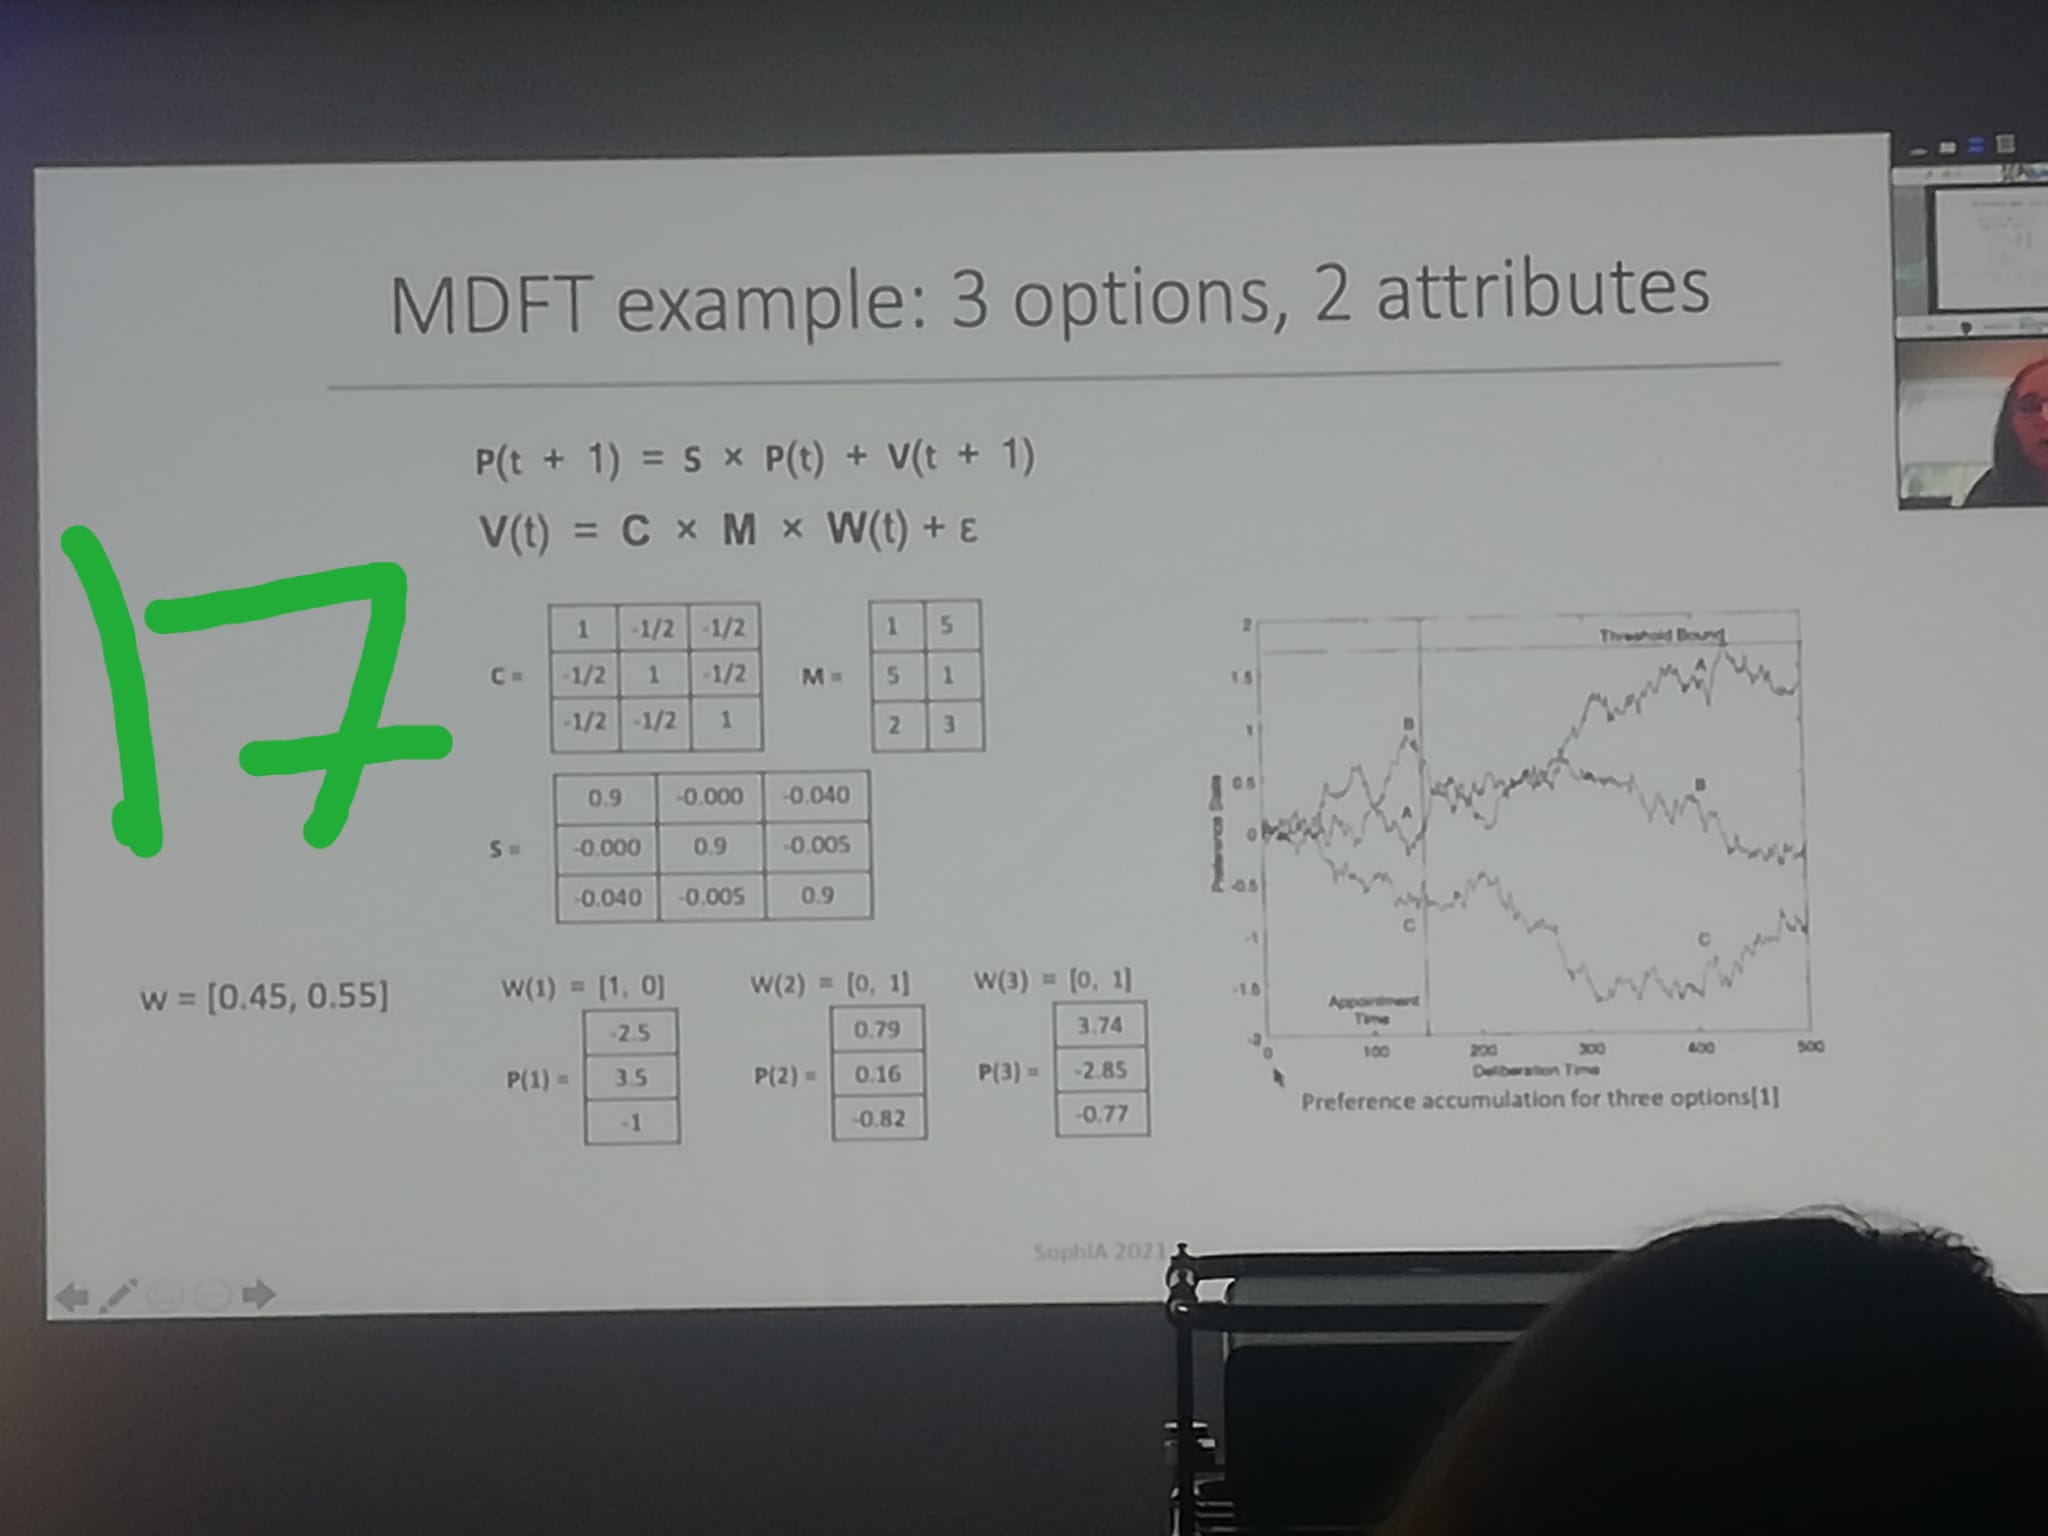 MDFT example: 3 options, 2 attributes
P(t + 1) = S × P(t) + V(t + 1)
V(t) = C × M × W(t) + ε
17
C =
1 -1/2 -1/2
-1/2 1 -1/2
-1/2 -1/2 1
M =
1 5
5 1
2 3
S =
0.9 -0.000 -0.040
-0.000 0.9 -0.005
-0.040 -0.005 0.9
w = [0.45, 0.55]
W(1) = [1, 0]
P(1) =
-2.5
3.5
-1
W(2) = [0, 1]
P(2) =
0.79
0.16
-0.82
W(3) = [0, 1]
P(3) =
3.74
-2.85
-0.77
2
1.5
1
0.5
0
-0.5
-1
-1.5
-2
Preference State
Threshold Bound
A
B
B
A
C
C
Appointment
Time
0 100 200 300 400 500
Deliberation Time
Preference accumulation for three options[1]
SophIA 2021